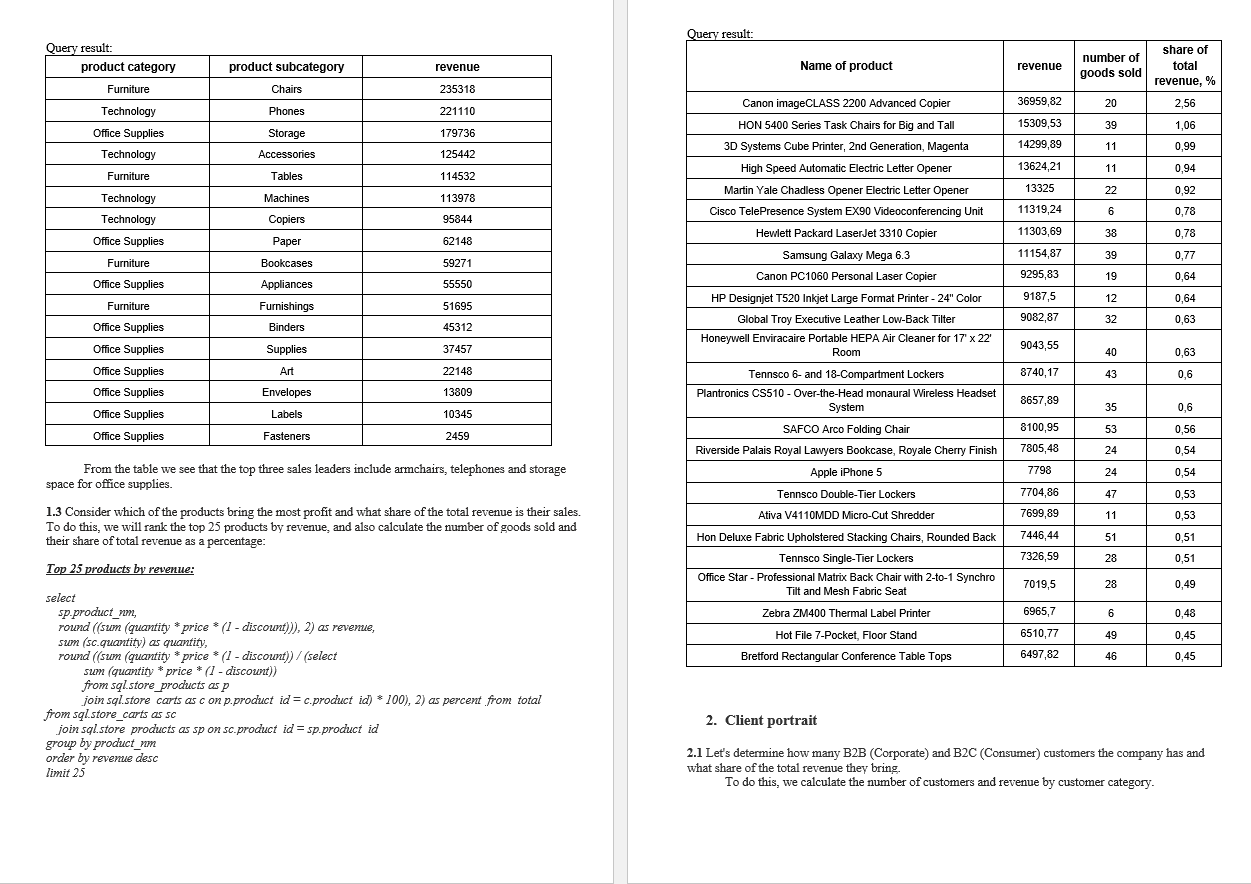 Query result:
product category product subcategory revenue
Furniture Chairs 235318
Technology Phones 221110
Office Supplies Storage 179736
Technology Accessories 125442
Furniture Tables 114532
Technology Machines 113978
Technology Copiers 95844
Office Supplies Paper 62148
Furniture Bookcases 59271
Office Supplies Appliances 55550
Furniture Furnishings 51695
Office Supplies Binders 45312
Office Supplies Supplies 37457
Office Supplies Art 22148
Office Supplies Envelopes 13809
Office Supplies Labels 10345
Office Supplies Fasteners 2459
From the table we see that the top three sales leaders include armchairs, telephones and storage
space for office supplies.
1.3 Consider which of the products bring the most profit and what share of the total revenue is their sales.
To do this, we will rank the top 25 products by revenue, and also calculate the number of goods sold and
their share of total revenue as a percentage:
Top 25 products by revenue:
select
sp.product_nm,
round ((sum (quantity * price * (1 - discount))), 2) as revenue,
sum (sc.quantity) as quantity,
round ((sum (quantity * price * (1 - discount)) / (select
sum (quantity * price * (1 - discount))
from sql.store_products as p
join sql.store_carts as c on p.product_id = c.product_id) * 100), 2) as percent_from_total
from sql.store_carts as sc
join sql.store_products as sp on sc.product_id = sp.product_id
group by product_nm
order by revenue desc
limit 25
Query result:
Name of product revenue number of goods sold share of total revenue, %
Canon imageCLASS 2200 Advanced Copier 36959,82 20 2,56
HON 5400 Series Task Chairs for Big and Tall 15309,53 39 1,06
3D Systems Cube Printer, 2nd Generation, Magenta 14299,89 11 0,99
High Speed Automatic Electric Letter Opener 13624,21 11 0,94
Martin Yale Chadless Opener Electric Letter Opener 13325 22 0,92
Cisco TelePresence System EX90 Videoconferencing Unit 11319,24 6 0,78
Hewlett Packard LaserJet 3310 Copier 11303,69 38 0,78
Samsung Galaxy Mega 6.3 11154,87 39 0,77
Canon PC1060 Personal Laser Copier 9295,83 19 0,64
HP Designjet T520 Inkjet Large Format Printer - 24" Color 9187,5 12 0,64
Global Troy Executive Leather Low-Back Tilter 9082,87 32 0,63
Honeywell Enviracaire Portable HEPA Air Cleaner for 17' x 22'
Room 9043,55 40 0,63
Tennsco 6- and 18-Compartment Lockers 8740,17 43 0,6
Plantronics CS510 - Over-the-Head monaural Wireless Headset
System 8657,89 35 0,6
SAFCO Arco Folding Chair 8100,95 53 0,56
Riverside Palais Royal Lawyers Bookcase, Royale Cherry Finish 7805,48 24 0,54
Apple iPhone 5 7798 24 0,54
Tennsco Double-Tier Lockers 7704,86 47 0,53
Ativa V4110MDD Micro-Cut Shredder 7699,89 11 0,53
Hon Deluxe Fabric Upholstered Stacking Chairs, Rounded Back 7446,44 51 0,51
Tennsco Single-Tier Lockers 7326,59 28 0,51
Office Star - Professional Matrix Back Chair with 2-to-1 Synchro
Tilt and Mesh Fabric Seat 7019,5 28 0,49
Zebra ZM400 Thermal Label Printer 6965,7 6 0,48
Hot File 7-Pocket, Floor Stand 6510,77 49 0,45
Bretford Rectangular Conference Table Tops 6497,82 46 0,45
2. Client portrait
2.1 Let's determine how many B2B (Corporate) and B2C (Consumer) customers the company has and
what share of the total revenue they bring.
To do this, we calculate the number of customers and revenue by customer category.